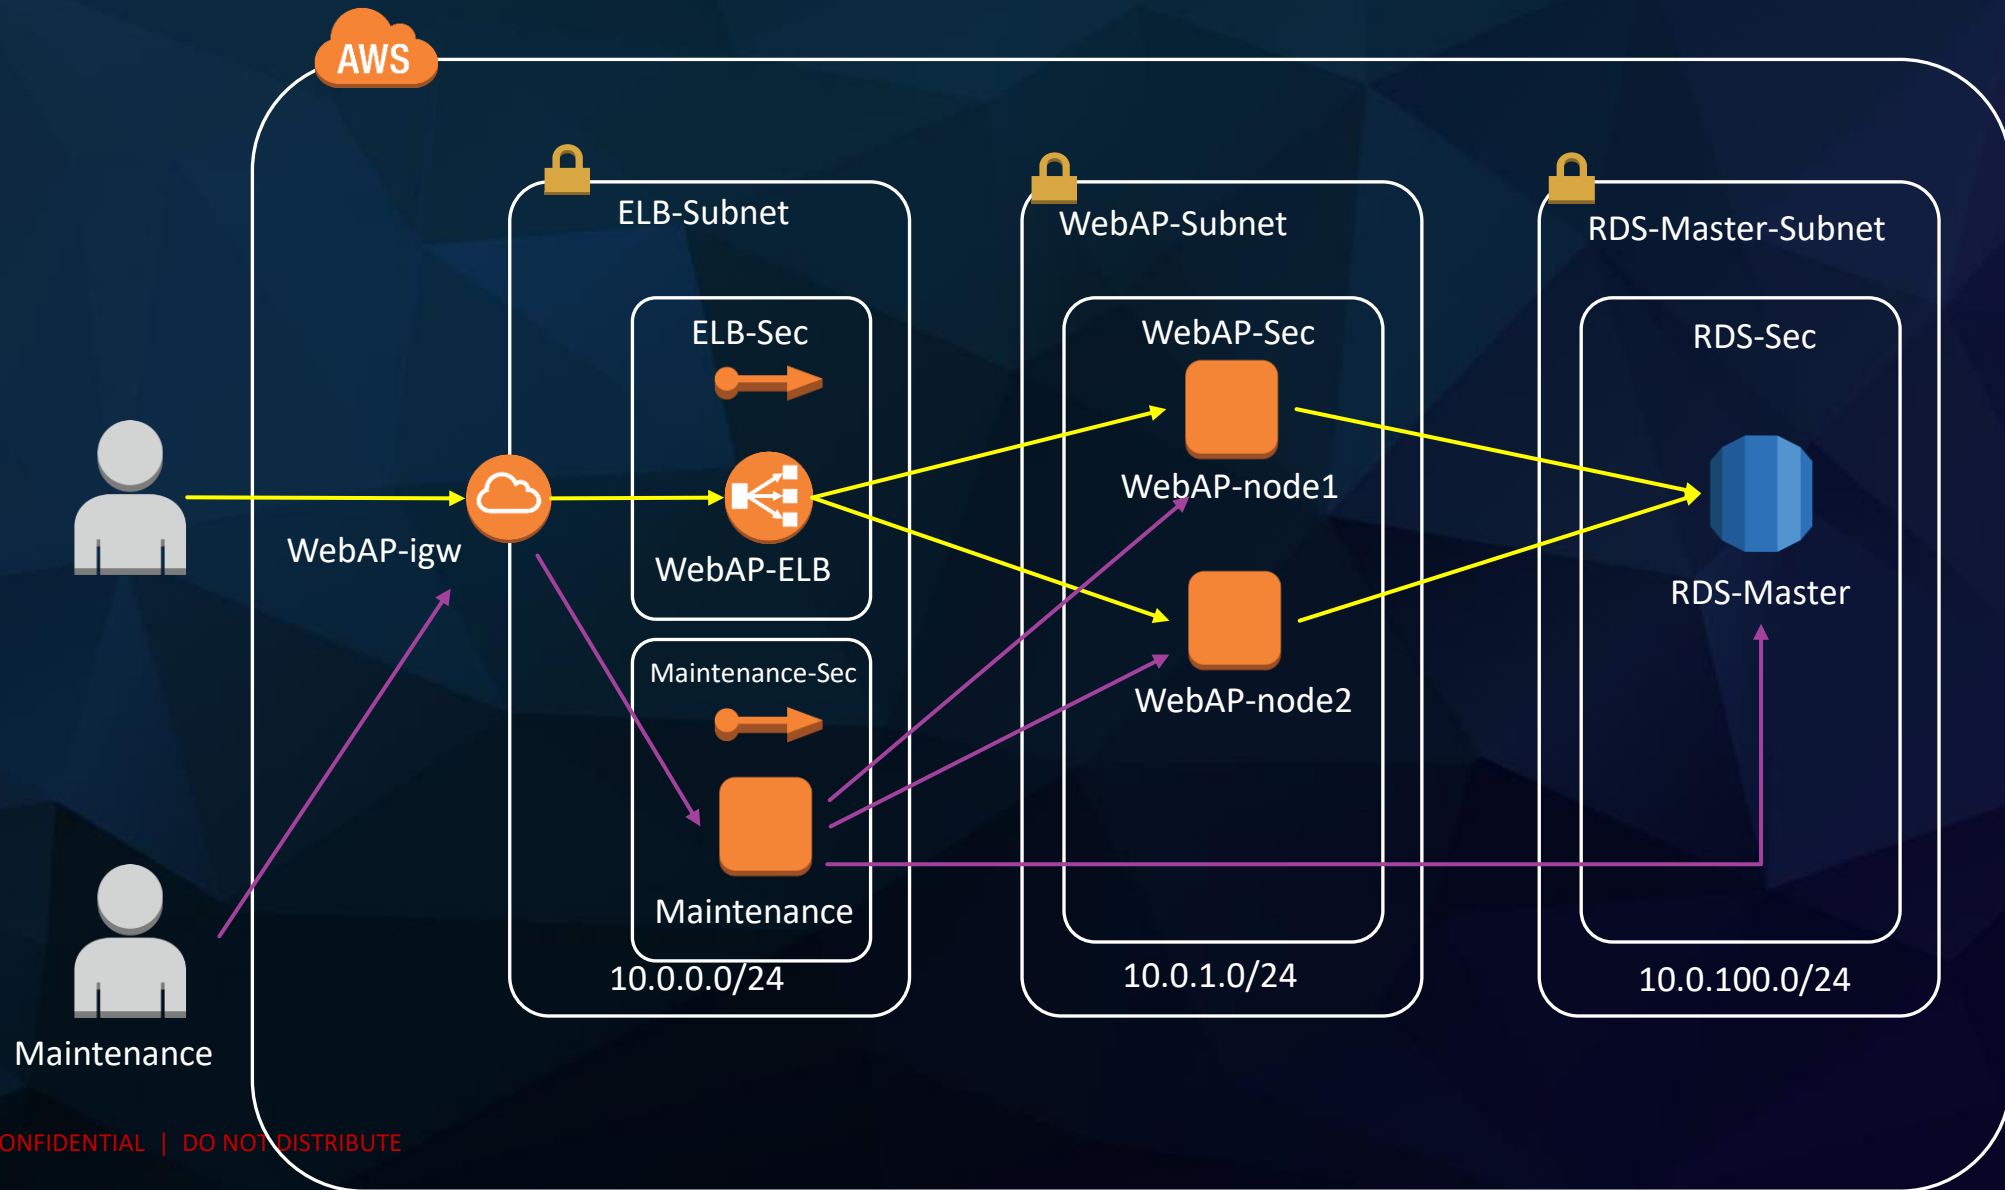 AWS
ELB-Subnet
WebAP-Subnet
RDS-Master-Subnet
ELB-Sec
WebAP-Sec
RDS-Sec
WebAP-igw
WebAP-ELB
WebAP-node1
RDS-Master
Maintenance-Sec
WebAP-node2
Maintenance
10.0.0.0/24
10.0.1.0/24
10.0.100.0/24
Maintenance
ONFIDENTIAL | DO NOT DISTRIBUTE